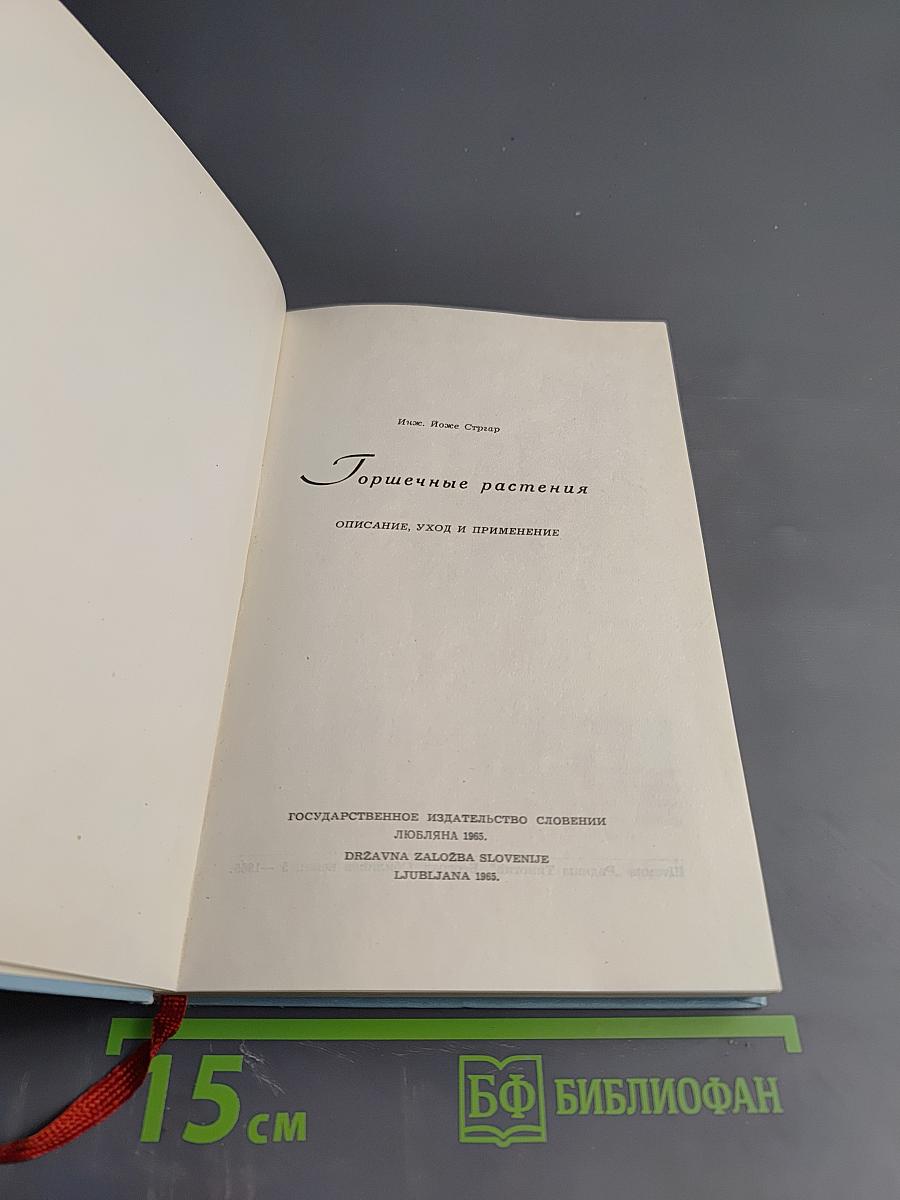 Инж. Йоже Стргар
Горшечные растения
ОПИСАНИЕ, УХОД И ПРИМЕНЕНИЕ
ГОСУДАРСТВЕННОЕ ИЗДАТЕЛЬСТВО СЛОВЕНИИ
ЛЮБЛЯНА 1965.
DRŽAVNA ZALOŽBA SLOVENIJE
LJUBLJANA 1965.
15 см
БФ БИБЛИОФАН